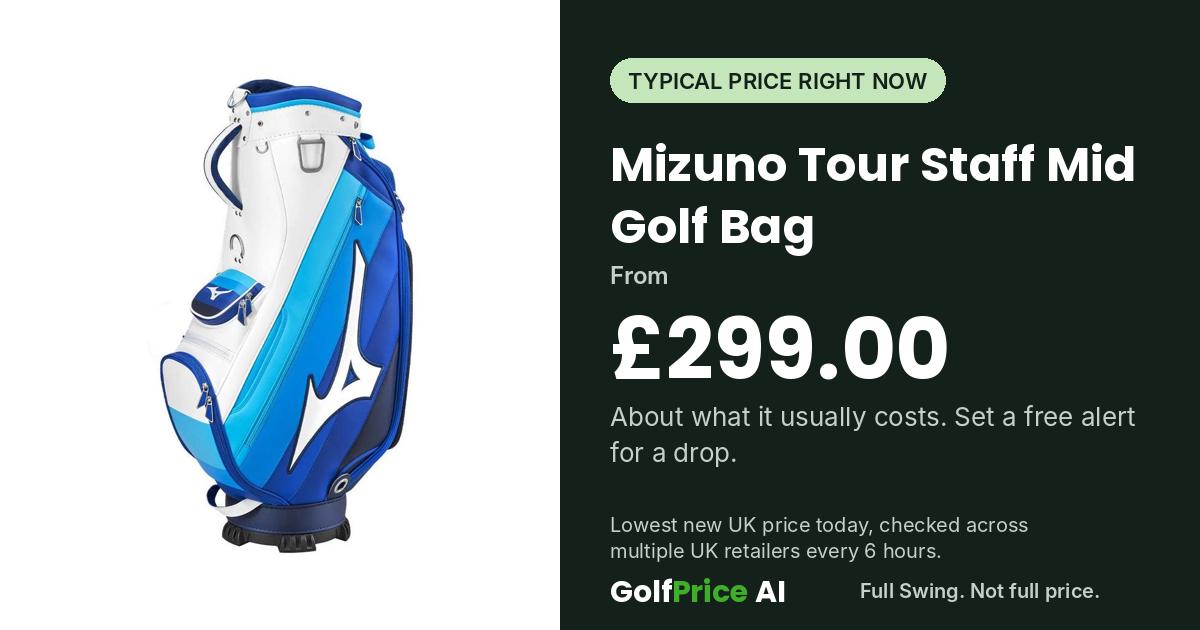 TYPICAL PRICE RIGHT NOW
Mizuno Tour Staff Mid
Golf Bag
From
£299.00
About what it usually costs. Set a free alert
for a drop.
Lowest new UK price today, checked across
multiple UK retailers every 6 hours.
GolfPrice AI
Full Swing. Not full price.